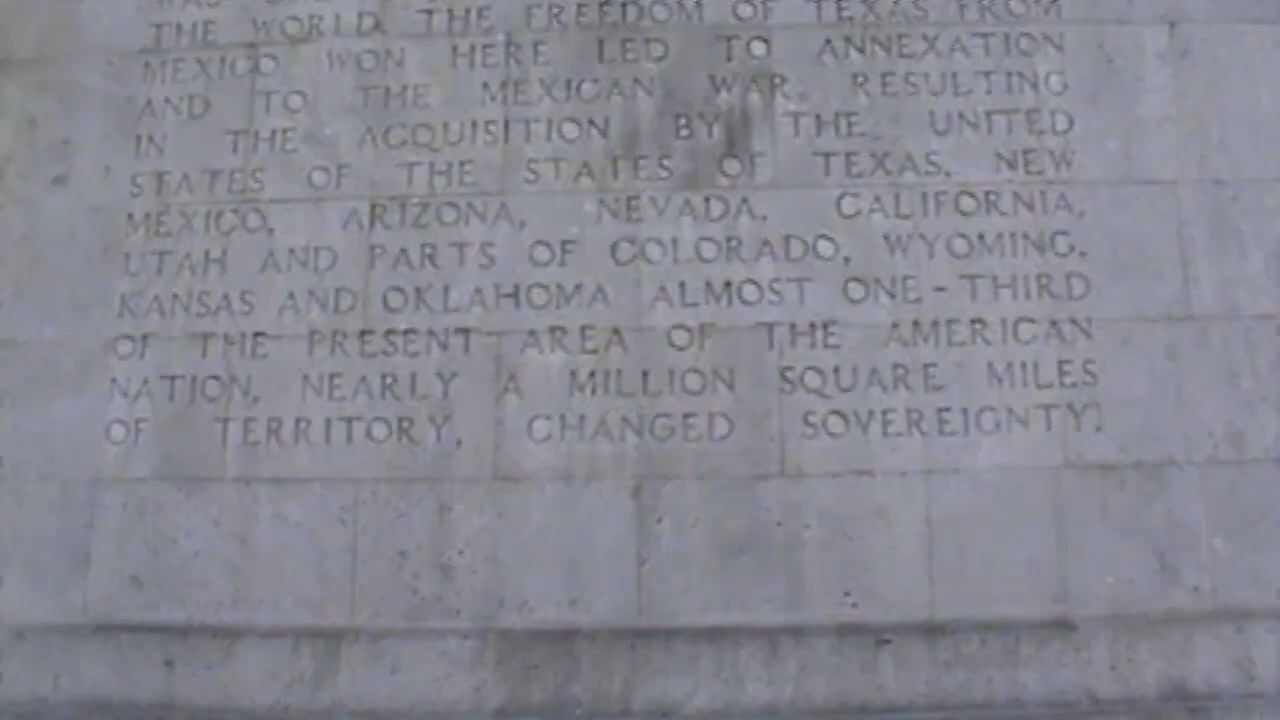 THE WORLD. THE FREEDOM OF TEXAS FROM
MEXICO WON HERE LED TO ANNEXATION
AND TO THE MEXICAN WAR. RESULTING
IN THE ACQUISITION BY THE UNITED
STATES OF THE STATES OF TEXAS. NEW
MEXICO, ARIZONA, NEVADA, CALIFORNIA,
UTAH AND PARTS OF COLORADO, WYOMING,
KANSAS AND OKLAHOMA ALMOST ONE-THIRD
OF THE PRESENT AREA OF THE AMERICAN
NATION, NEARLY A MILLION SQUARE MILES
OF TERRITORY, CHANGED SOVEREIGNTY.